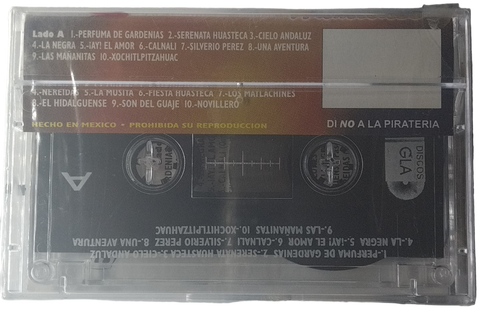 Lado A 1.-PERFUMA DE GARDENIAS 2.-SERENATA HUASTECA 3.-CIELO ANDALUZ
4.-LA NEGRA 5.-¡AY! EL AMOR 6.-CALNALI 7.-SILVERIO PEREZ 8.-UNA AVENTURA
9.-LAS MAÑANITAS 10.-XOCHITLPITZAHUAC
4.-NEREIDAS 5.-LA MUSITA 6.-FIESTA HUASTECA 7.-LOS MATLACHINES
8.-EL HIDALGUENSE 9.-SON DEL GUAJE 10.-NOVILLERO
HECHO EN MEXICO - PROHIBIDA SU REPRODUCCION
DI NO A LA PIRATERIA
DISCOS
GLA
A
1.-PERFUMA DE GARDENIAS 2.-SERENATA HUASTECA 3.-CIELO ANDALUZ
4.-LA NEGRA 5.-¡AY! EL AMOR 6.-CALNALI 7.-SILVERIO PEREZ 8.-UNA AVENTURA
9.-LAS MAÑANITAS 10.-XOCHITLPITZAHUAC